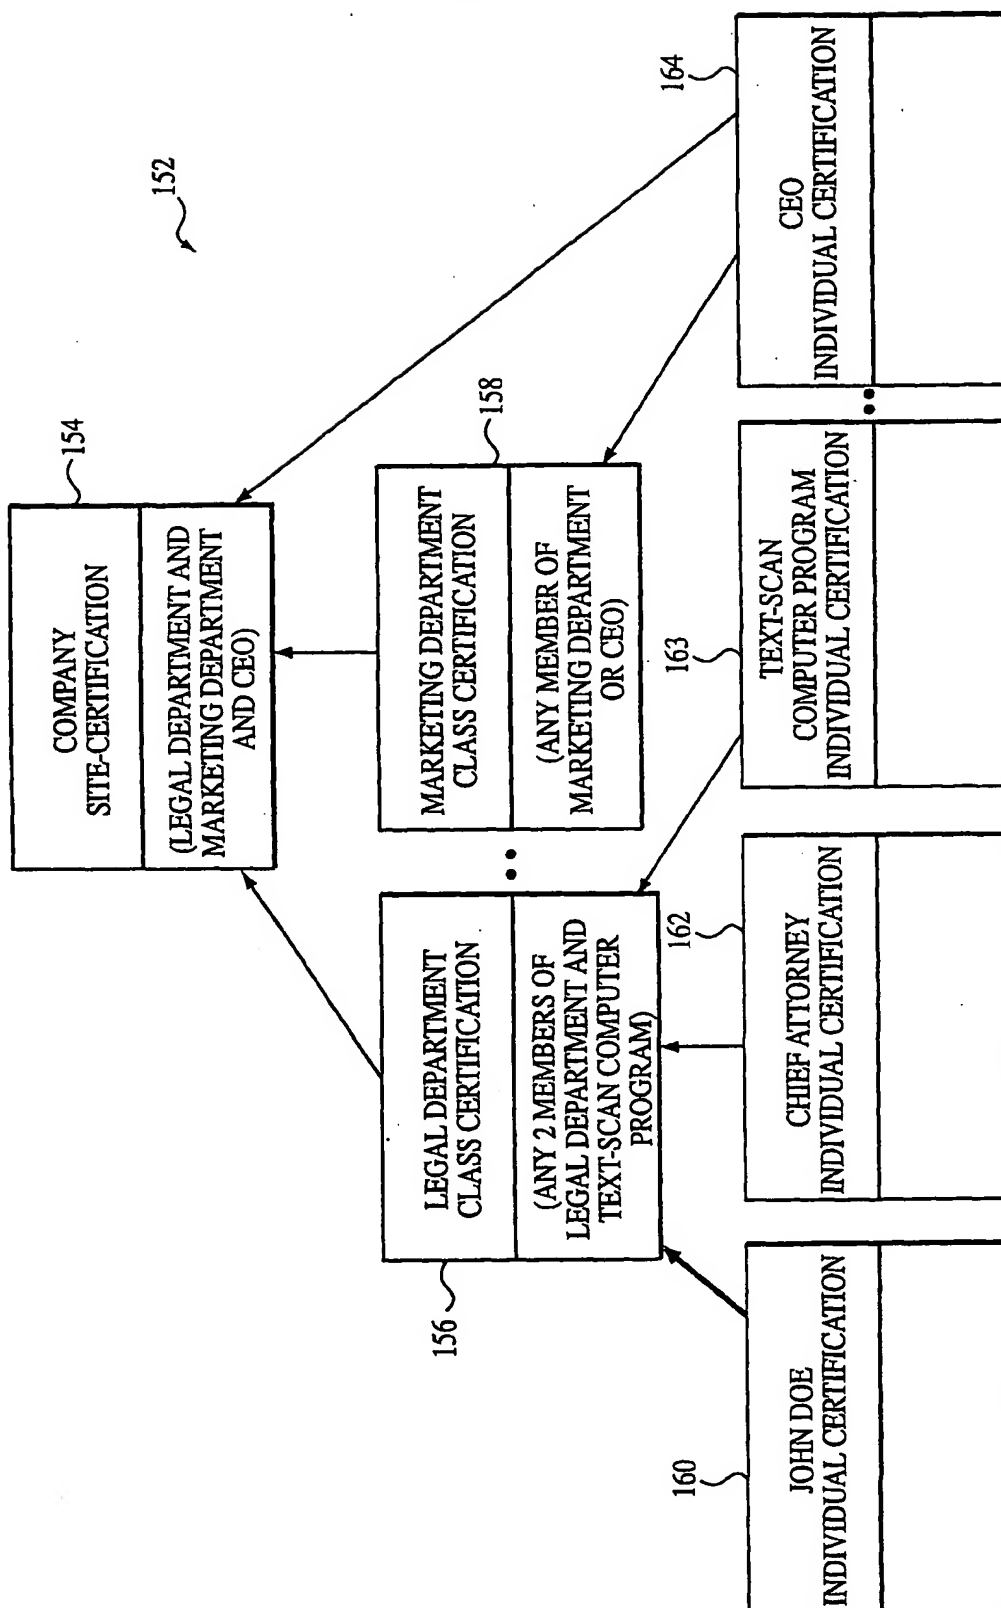 152
154
COMPANY
SITE-CERTIFICATION
(LEGAL DEPARTMENT AND
MARKETING DEPARTMENT
AND CEO)
156
LEGAL DEPARTMENT
CLASS CERTIFICATION
(ANY 2 MEMBERS OF
LEGAL DEPARTMENT AND
TEXT-SCAN COMPUTER
PROGRAM)
158
MARKETING DEPARTMENT
CLASS CERTIFICATION
(ANY MEMBER OF
MARKETING DEPARTMENT
OR CEO)
160
JOHN DOE
INDIVIDUAL CERTIFICATION
162
CHIEF ATTORNEY
INDIVIDUAL CERTIFICATION
163
TEXT-SCAN
COMPUTER PROGRAM
INDIVIDUAL CERTIFICATION
164
CEO
INDIVIDUAL CERTIFICATION